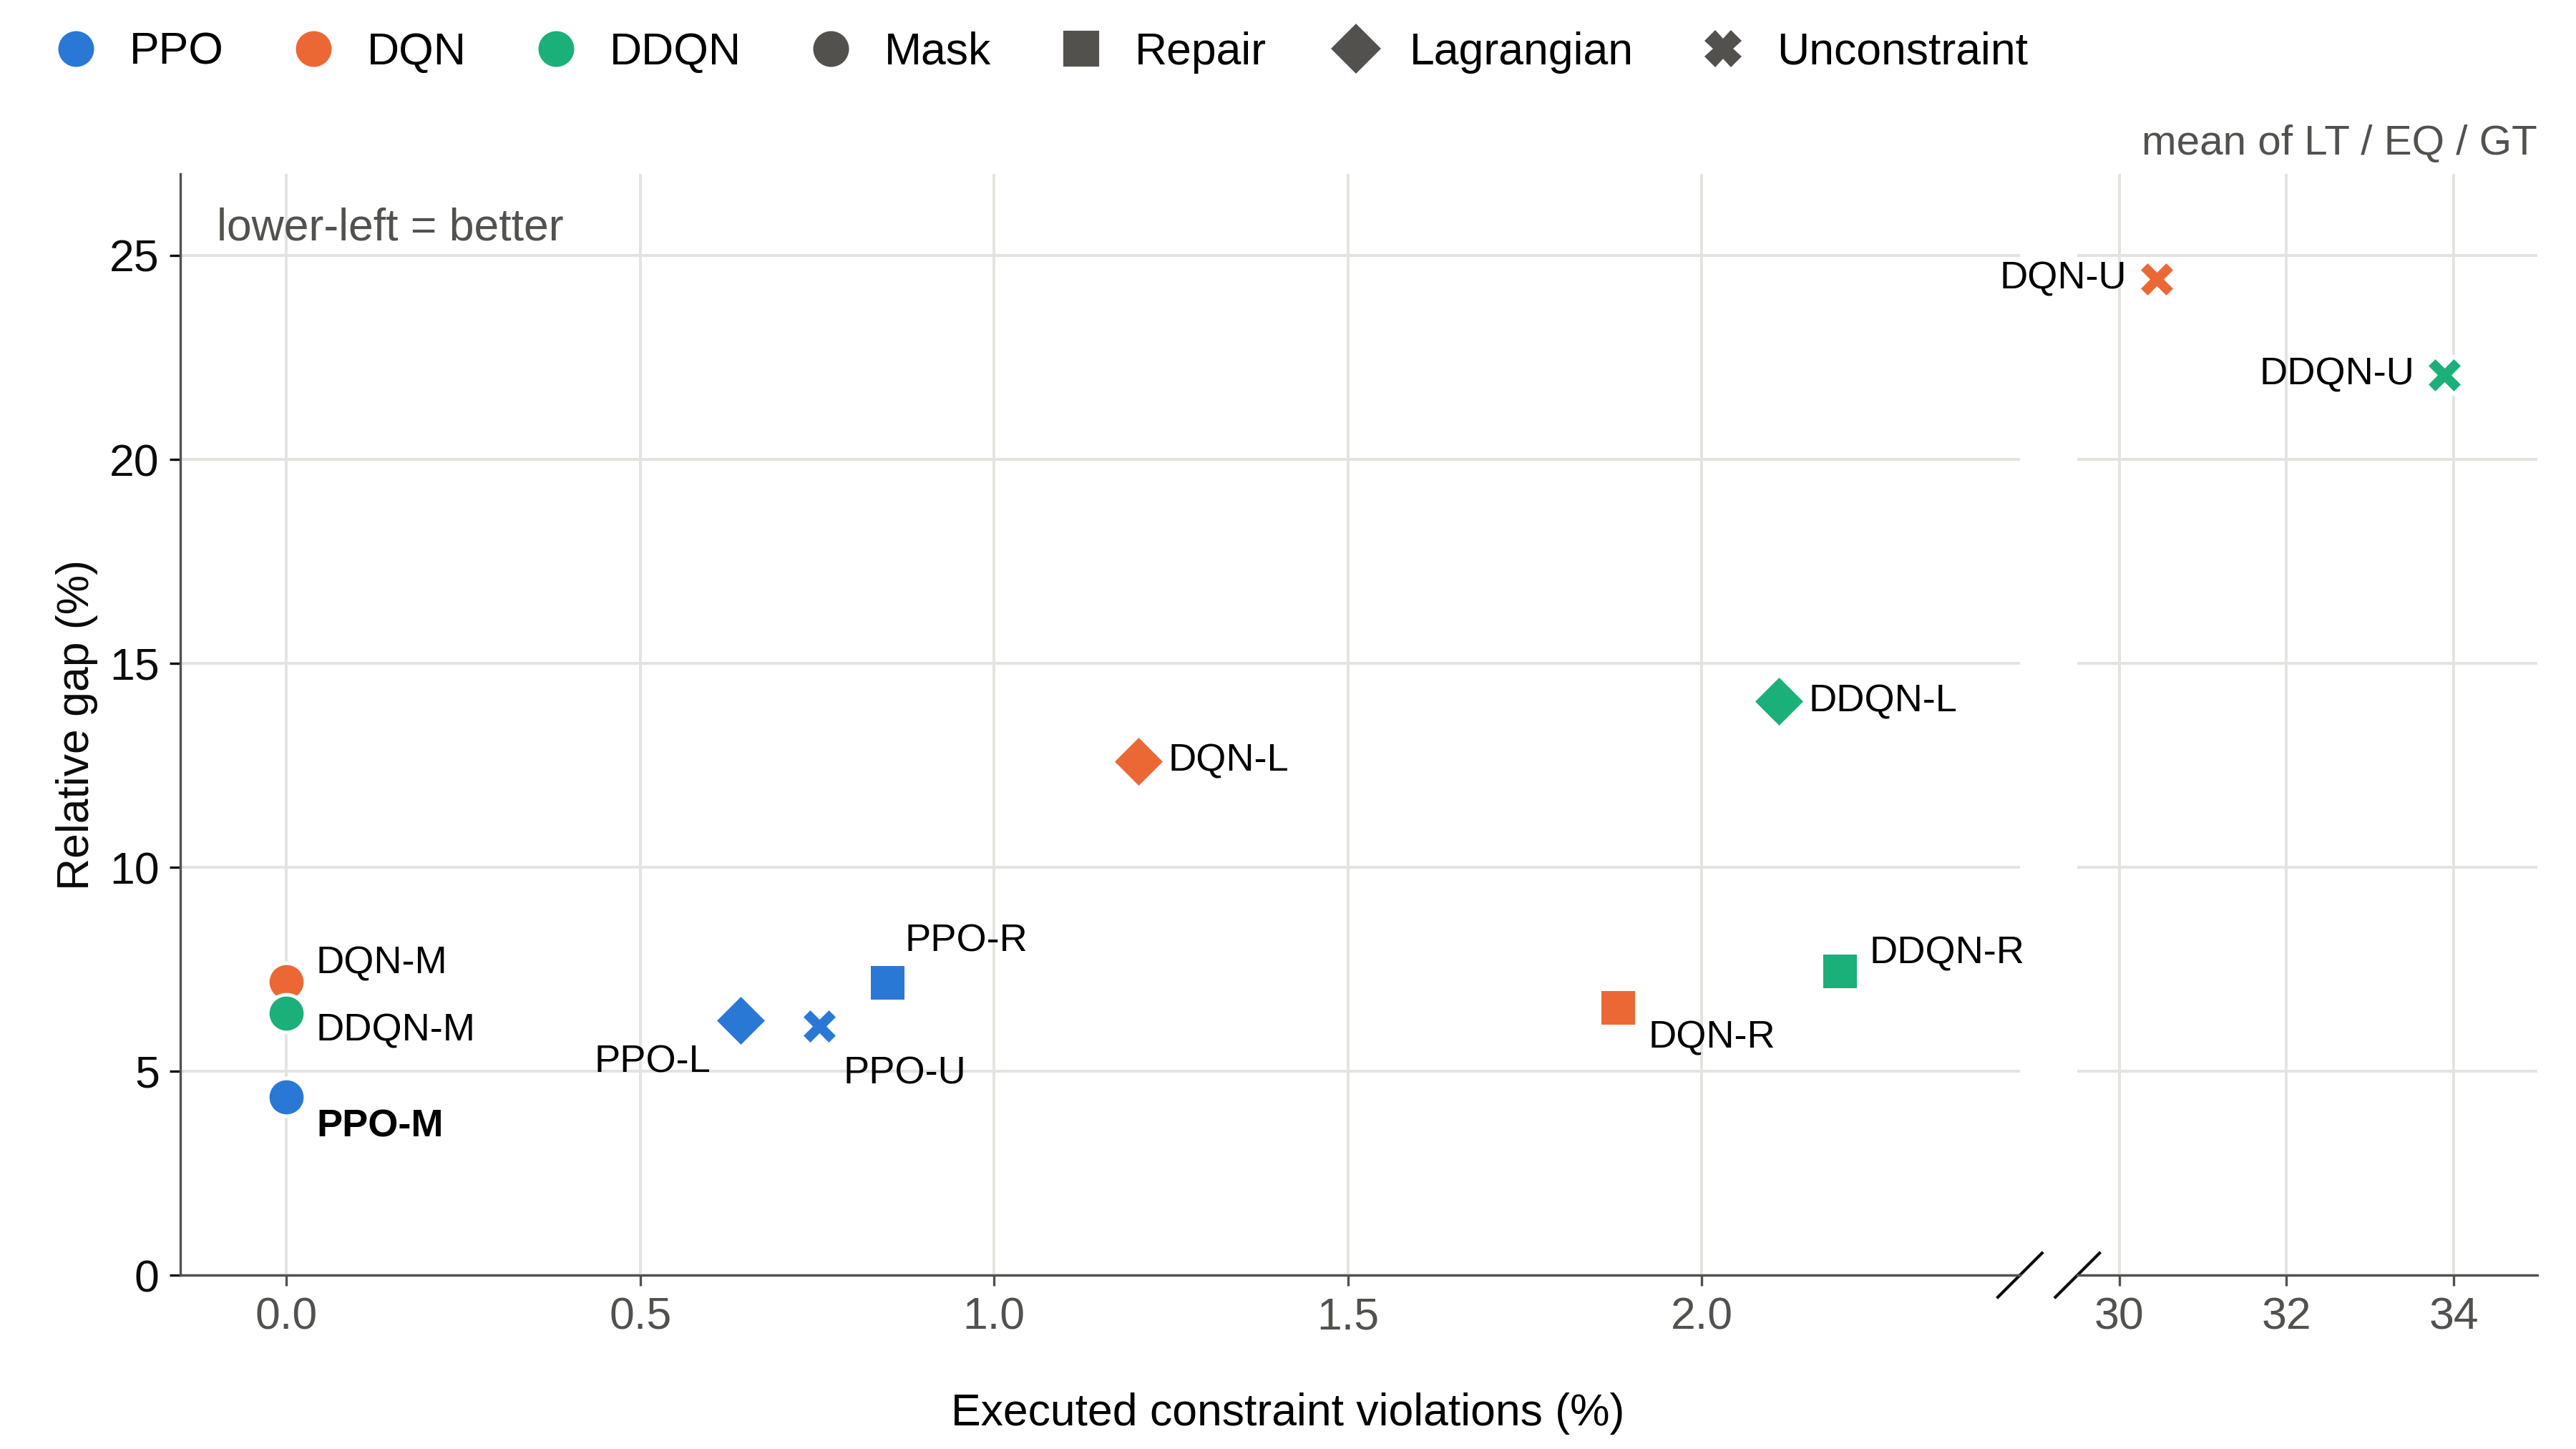 PPO DQN DDQN Mask Repair Lagrangian Unconstraint
mean of LT / EQ / GT
lower-left = better
25
DQN-U
DDQN-U
20
15
DDQN-L
DQN-L
Relative gap (%)
10
PPO-R
DDQN-R
DQN-M
DDQN-M
DQN-R
PPO-L
PPO-U
5
PPO-M
0
0.0 0.5 1.0 1.5 2.0 30 32 34
Executed constraint violations (%)